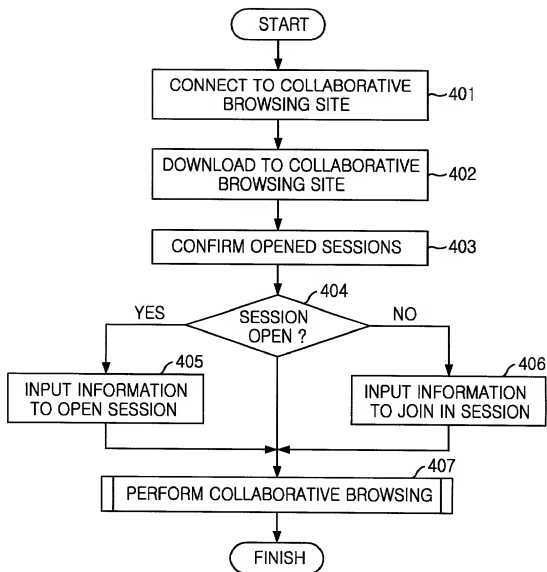 START
CONNECT TO COLLABORATIVE
BROWSING SITE
401
DOWNLOAD TO COLLABORATIVE
BROWSING SITE
402
CONFIRM OPENED SESSIONS
403
404
SESSION
OPEN ?
YES
NO
405
INPUT INFORMATION
TO OPEN SESSION
406
INPUT INFORMATION
TO JOIN IN SESSION
407
PERFORM COLLABORATIVE BROWSING
FINISH